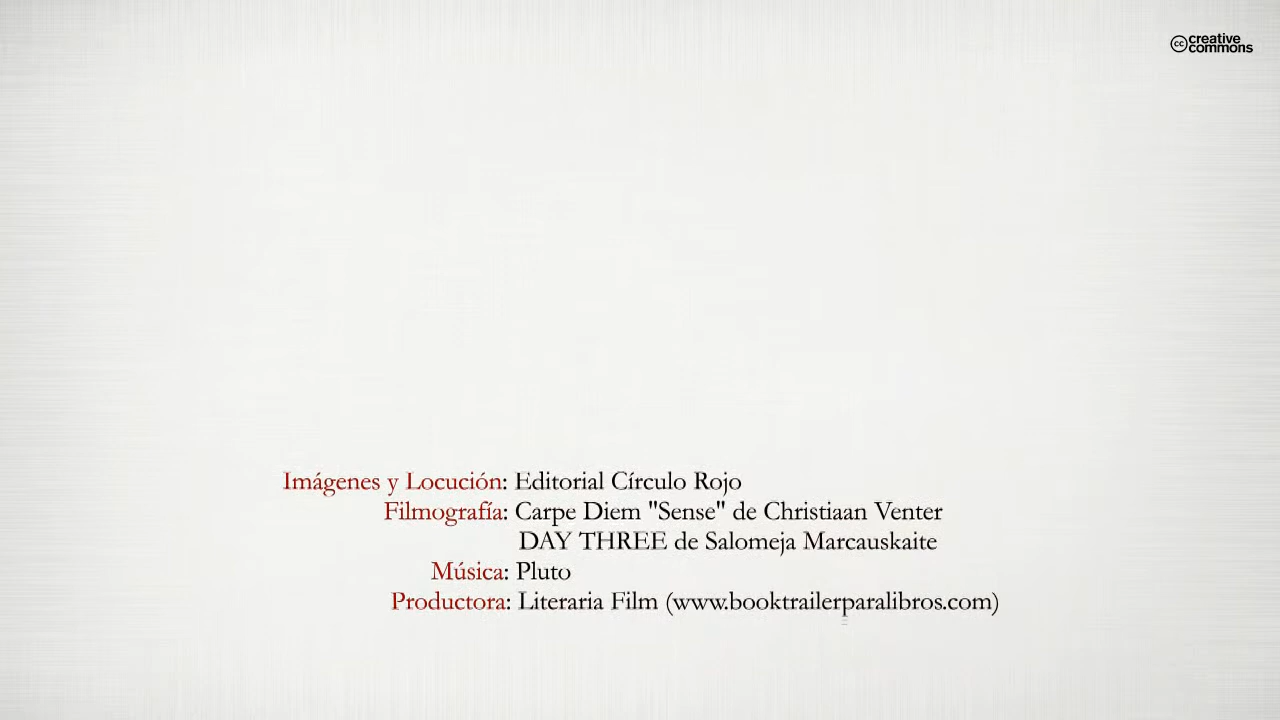 cc creative
commons
Imágenes y Locución: Editorial Círculo Rojo
Filmografía: Carpe Diem "Sense" de Christiaan Venter
DAY THREE de Salomeja Marcauskaite
Música: Pluto
Productora: Literaria Film (www.booktrailerparalibros.com)